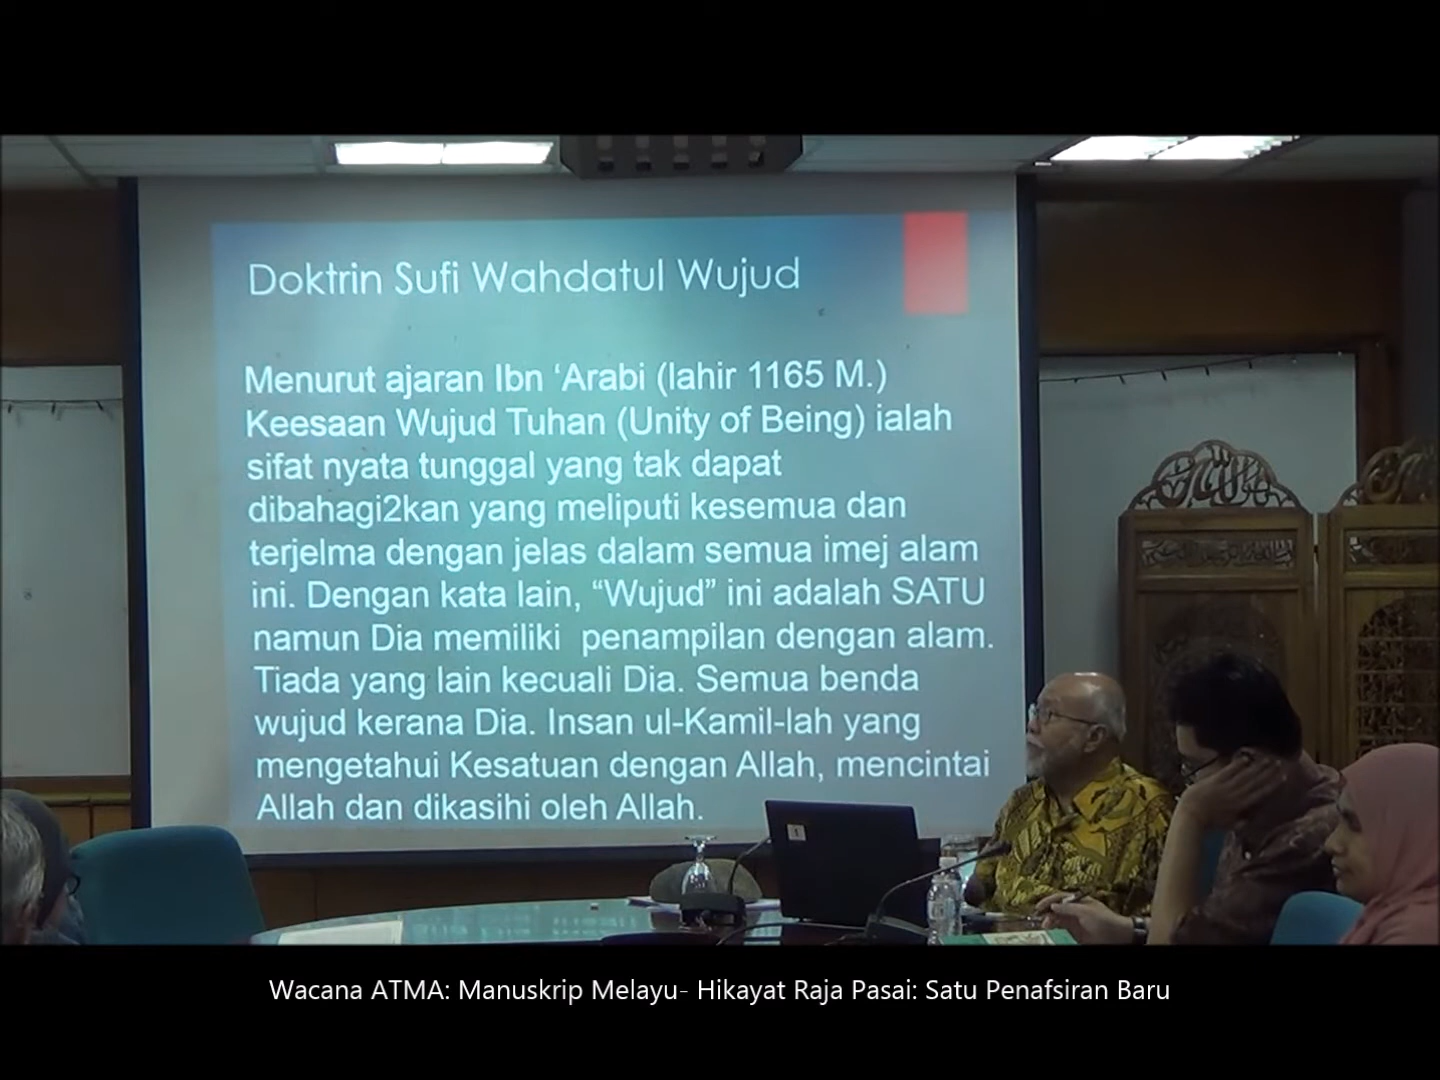 Doktrin Sufi Wahdatul Wujud
Menurut ajaran Ibn ‘Arabi (lahir 1165 M.)
Keesaan Wujud Tuhan (Unity of Being) ialah
sifat nyata tunggal yang tak dapat
dibahagi2kan yang meliputi kesemua dan
terjelma dengan jelas dalam semua imej alam
ini. Dengan kata lain, “Wujud” ini adalah SATU
namun Dia memiliki penampilan dengan alam.
Tiada yang lain kecuali Dia. Semua benda
wujud kerana Dia. Insan ul-Kamil-lah yang
mengetahui Kesatuan dengan Allah, mencintai
Allah dan dikasihi oleh Allah.
Wacana ATMA: Manuskrip Melayu- Hikayat Raja Pasai: Satu Penafsiran Baru